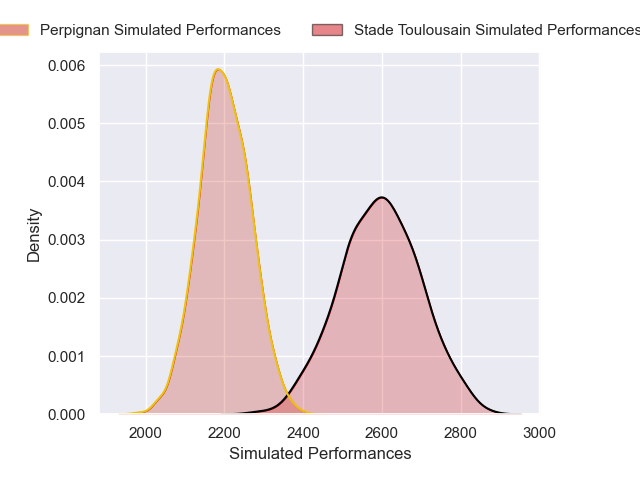 Perpignan Simulated Performances Stade Toulousain Simulated Performances
0.006
0.005
0.004
0.003
0.002
0.001
0.000
Density
2000 2200 2400 2600 2800 3000
Simulated Performances